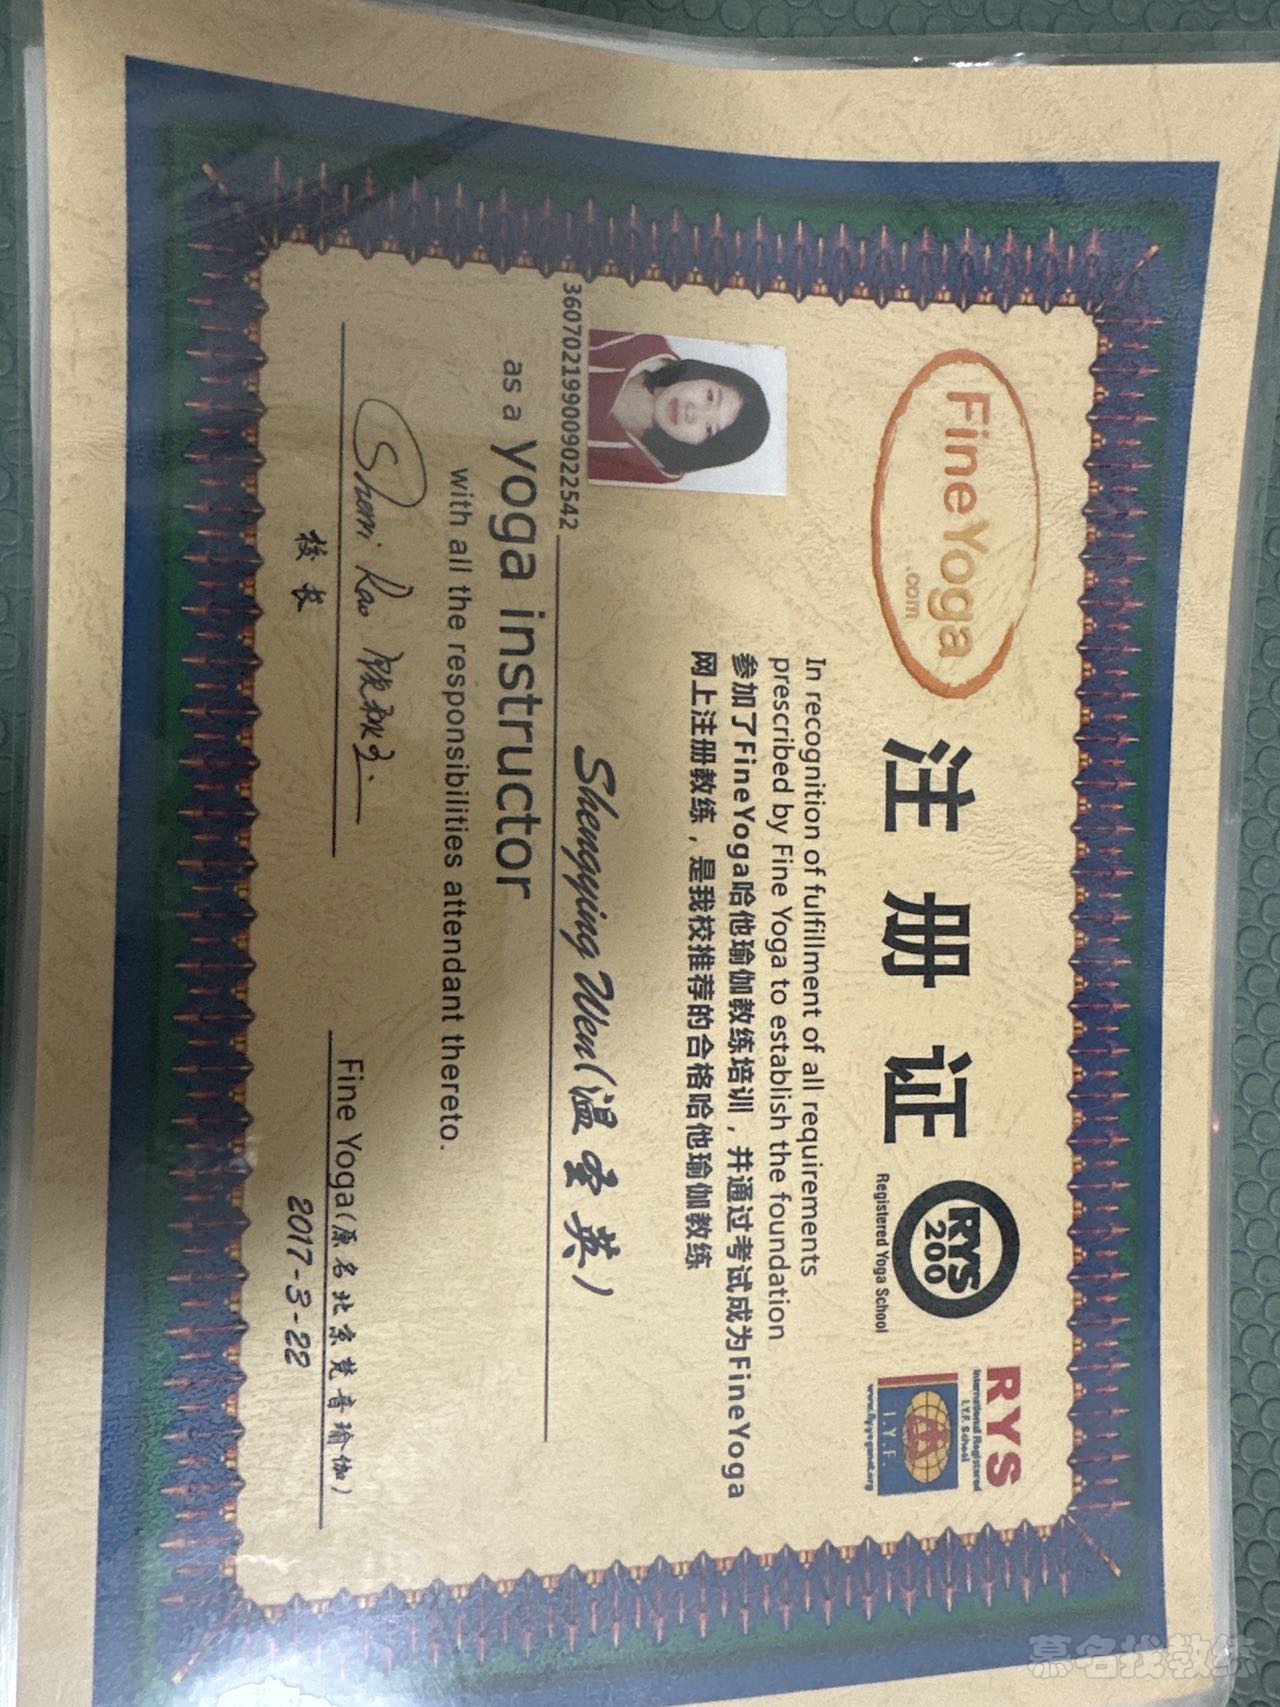 FineYoga
.com
注册证
RYS
200
Registered Yoga School
RYS
International Registered
I.Y.F. School
I.Y.F.
In recognition of fulfillment of all requirements
prescribed by Fine Yoga to establish the foundation
参加了FineYoga哈他瑜伽教练培训，并通过考试成为FineYoga
网上注册教练，是我校推荐的合格哈他瑜伽教练
360702199009022542
Shengying Wen(温圣英)
as a yoga instructor
with all the responsibilities attendant thereto.
校长
Fine Yoga(原名北京梵音瑜伽)
2017-3-22
慕名找教练